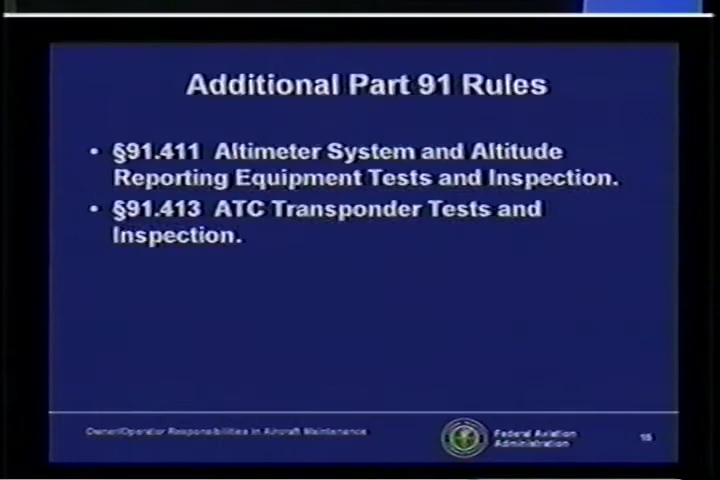 Additional Part 91 Rules
• §91.411 Altimeter System and Altitude
Reporting Equipment Tests and Inspection.
• §91.413 ATC Transponder Tests and
Inspection.
Owner/Operator Responsibilities in Aircraft Maintenance
Federal Aviation
Administration